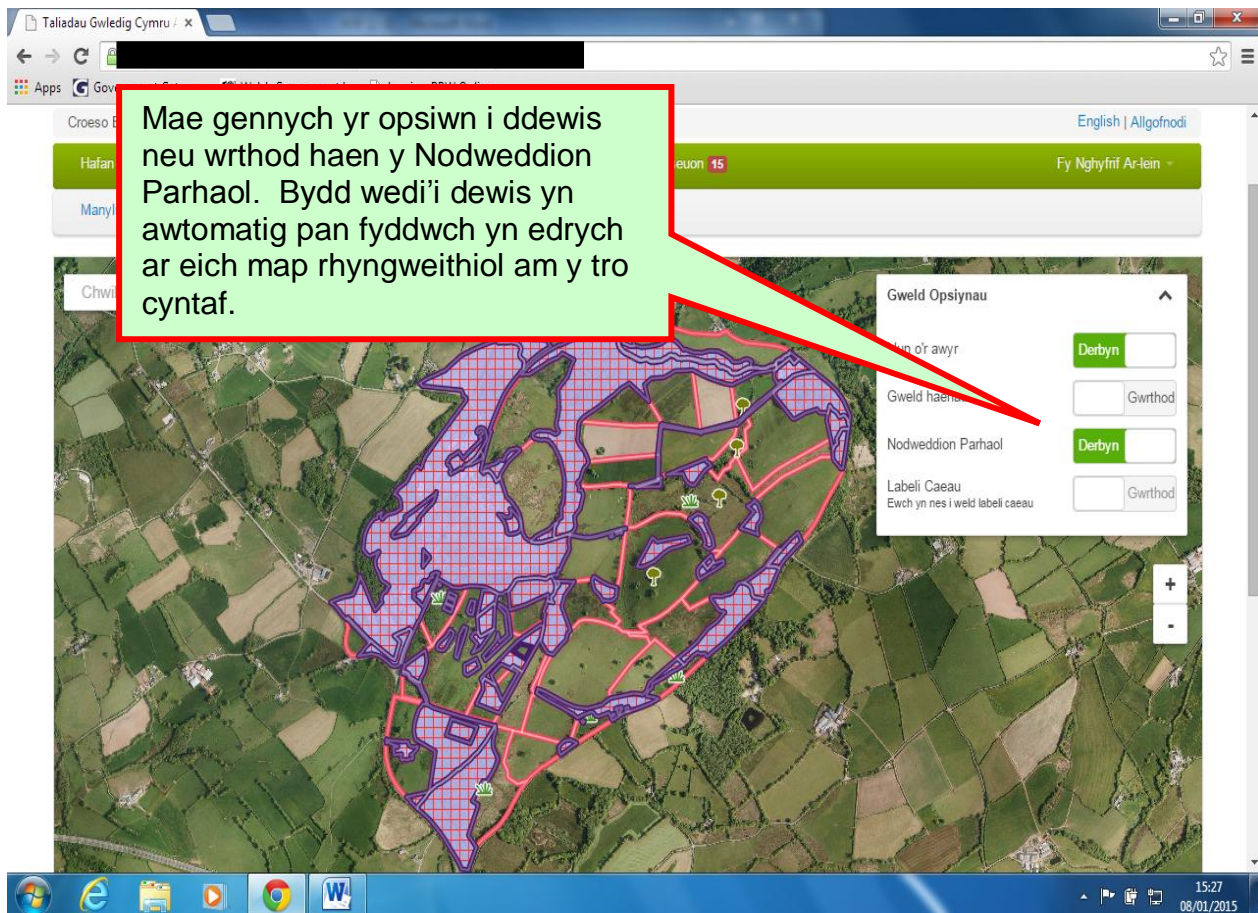 Taliadau Gwledig Cymru
Apps
Croeso
English | Allgofnodi
Hafan
15
Fy Nghyfrif Ar-lein
Mae gennych yr opsiwn i ddewis
neu wrthod haen y Nodweddion
Parhaol. Bydd wedi'i dewis yn
awtomatig pan fyddwch yn edrych
ar eich map rhyngweithiol am y tro
cyntaf.
Gweld Opsiynau
o'r awyr
Derbyn
Gweld
Gwrthod
Nodweddion Parhaol
Derbyn
Labeli Caeau
Gwrthod
Ewch yn nes i weld labeli caeau
+
-
15:27
08/01/2015